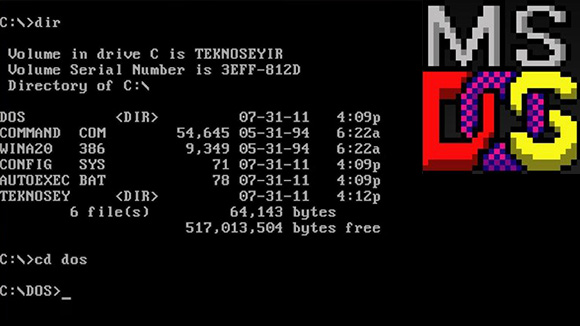 C:\>dir
Volume in drive C is TEKNOSEYIR
Volume Serial Number is 3EFF-812D
Directory of C:\
DOS          <DIR>         07-31-11   4:09p
COMMAND  COM        54,645 05-31-94   6:22a
WINA20   386         9,349 05-31-94   6:22a
CONFIG   SYS            71 07-31-11   4:09p
AUTOEXEC BAT            78 07-31-11   4:09p
TEKNOSEY     <DIR>         07-31-11   4:12p
6 file(s)         64,143 bytes
517,013,504 bytes free
C:\>cd dos
C:\DOS>_
MS
DOS